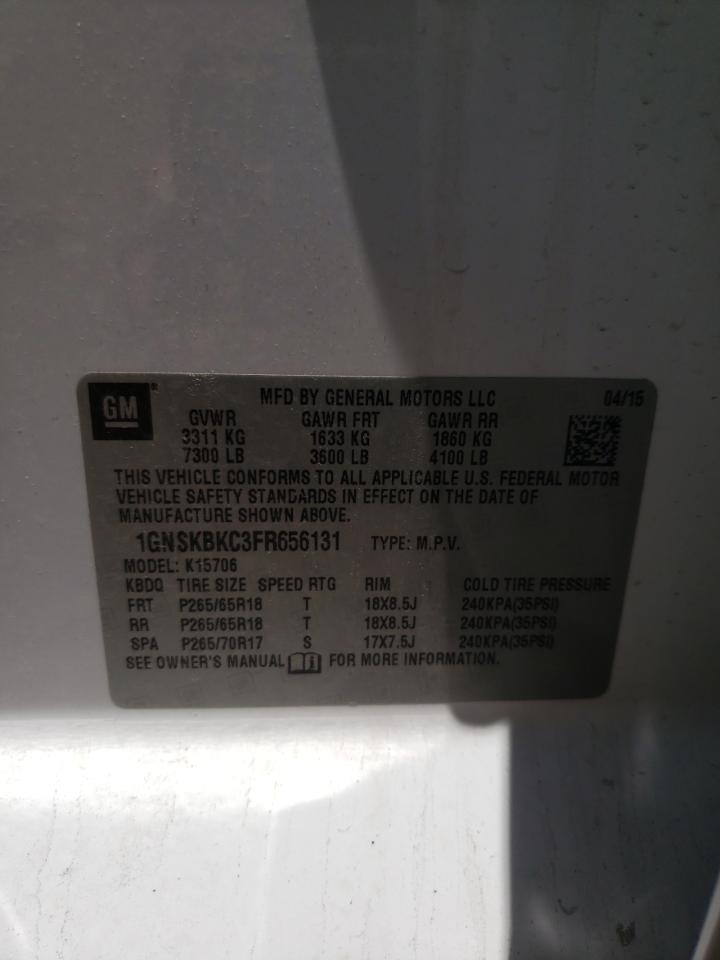 GM®
MFD BY GENERAL MOTORS LLC 04/15
GVWR GAWR FRT GAWR RR
3311 KG 1633 KG 1860 KG
7300 LB 3600 LB 4100 LB
THIS VEHICLE CONFORMS TO ALL APPLICABLE U.S. FEDERAL MOTOR
VEHICLE SAFETY STANDARDS IN EFFECT ON THE DATE OF
MANUFACTURE SHOWN ABOVE.
1GNSKBKC3FR656131 TYPE: M.P.V.
MODEL: K15706
KBDQ TIRE SIZE SPEED RTG RIM COLD TIRE PRESSURE
FRT P265/65R18 T 18X8.5J 240KPA(35PSI)
RR P265/65R18 T 18X8.5J 240KPA(35PSI)
SPA P265/70R17 S 17X7.5J 240KPA(35PSI)
SEE OWNER'S MANUAL FOR MORE INFORMATION.